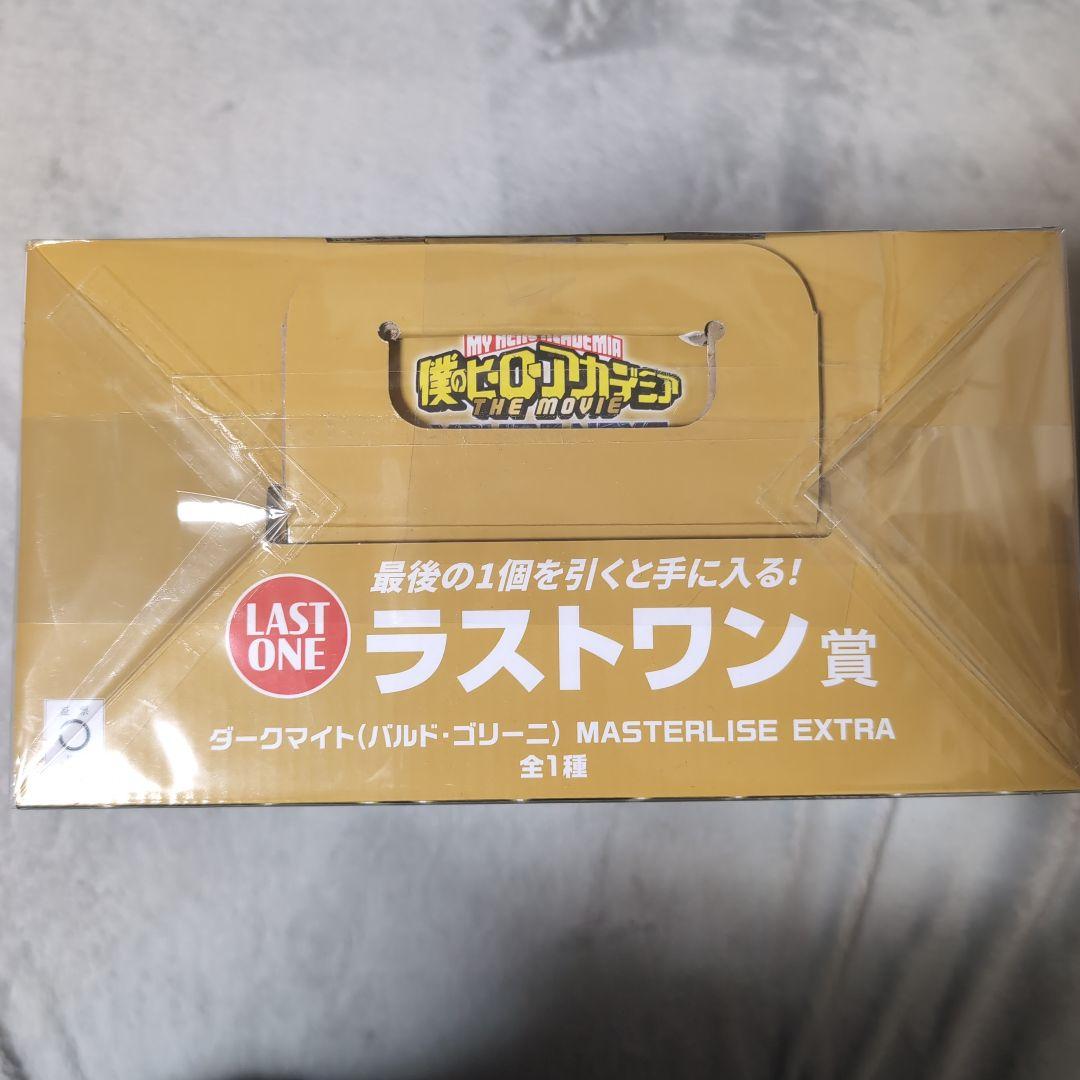 MY HERO ACADEMIA
僕のヒーローアカデミア
THE MOVIE
最後の1個を引くと手に入る!
LAST
ONE
ラストワン賞
ダークマイト(バルド・ゴリーニ) MASTERLISE EXTRA
全1種